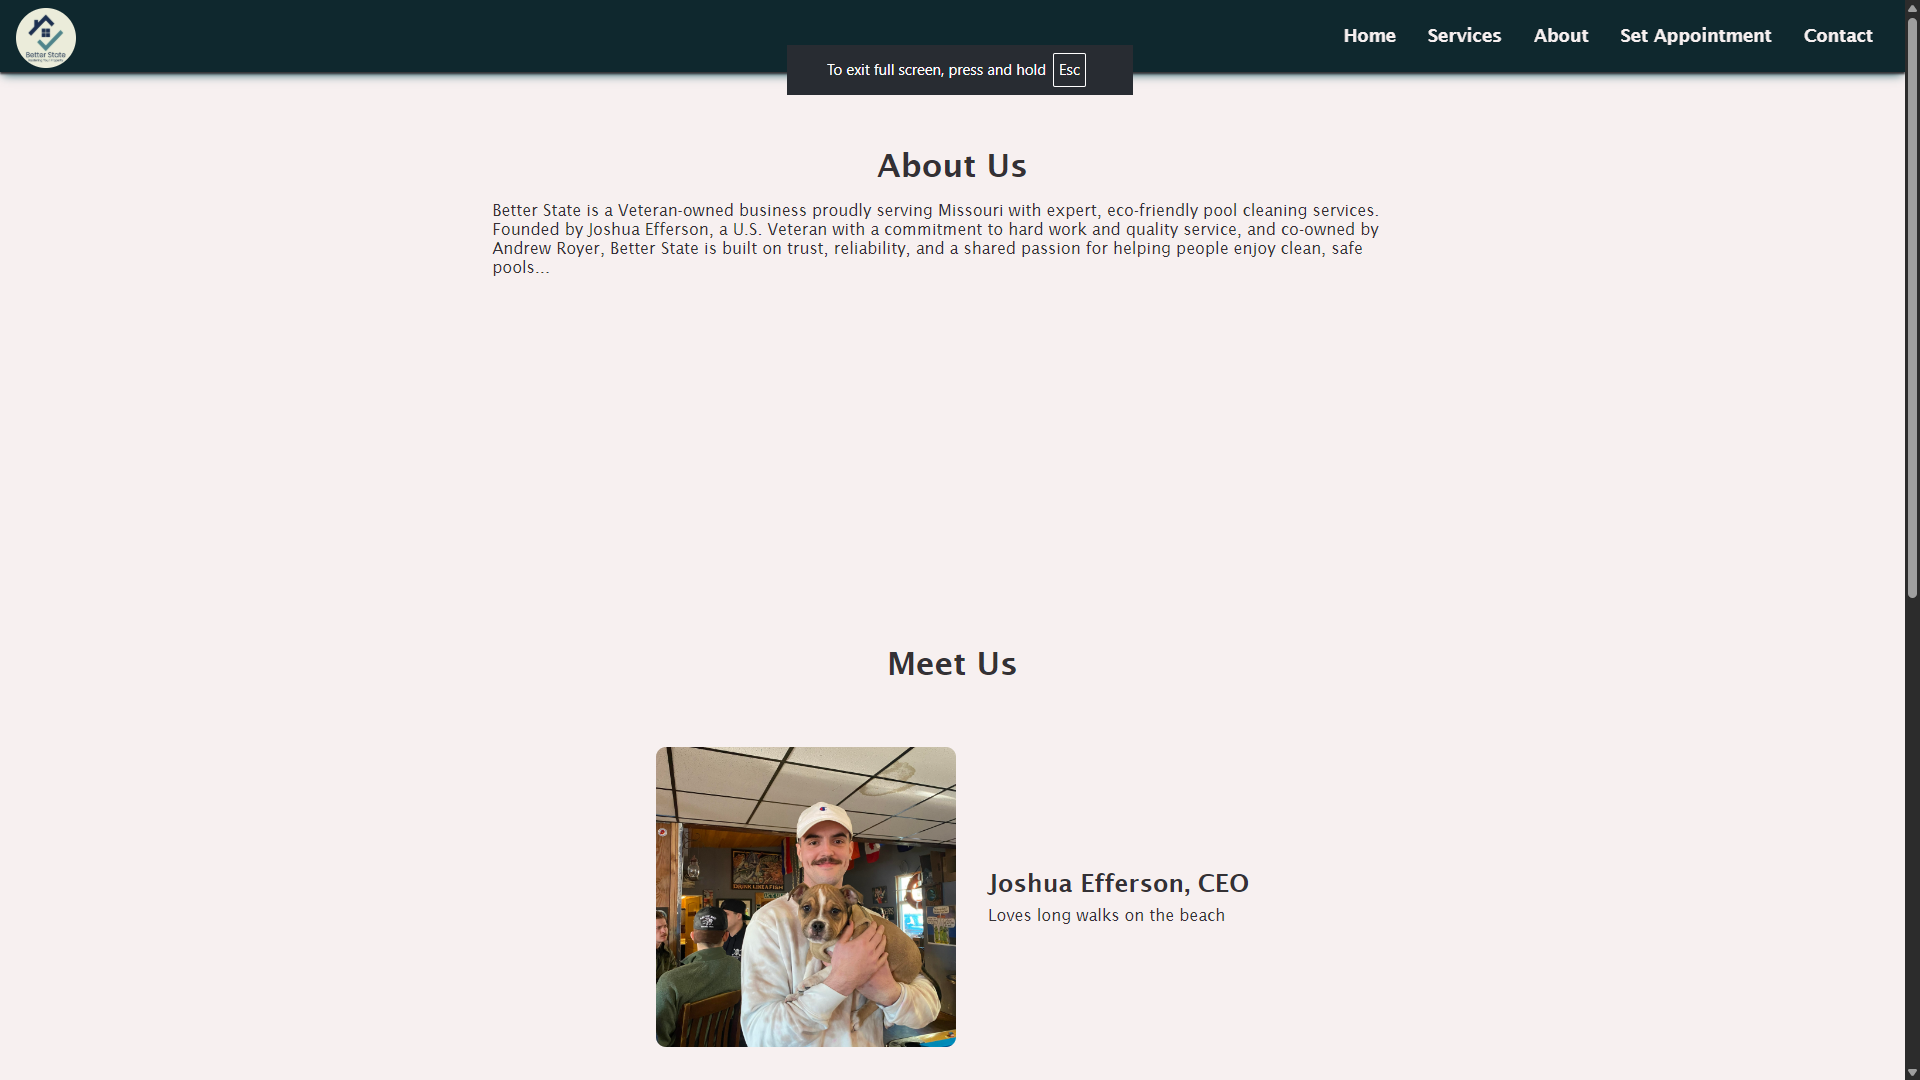 Better State
Home Services About Set Appointment Contact
To exit full screen, press and hold Esc
About Us
Better State is a Veteran-owned business proudly serving Missouri with expert, eco-friendly pool cleaning services.
Founded by Joshua Efferson, a U.S. Veteran with a commitment to hard work and quality service, and co-owned by
Andrew Royer, Better State is built on trust, reliability, and a shared passion for helping people enjoy clean, safe
pools...
Meet Us
DRINK LIKE A FISH
Joshua Efferson, CEO
Loves long walks on the beach